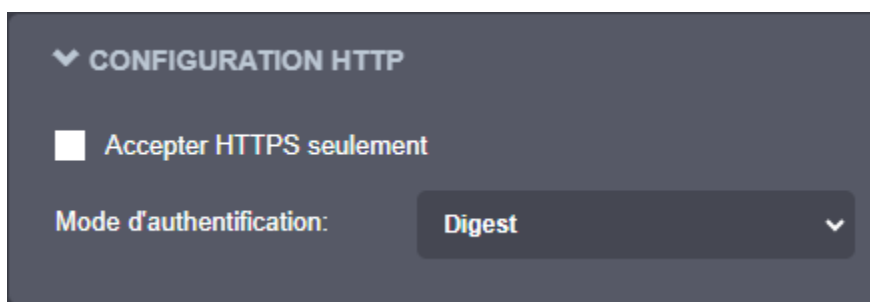 CONFIGURATION HTTP
Accepter HTTPS seulement
Mode d'authentification: Digest